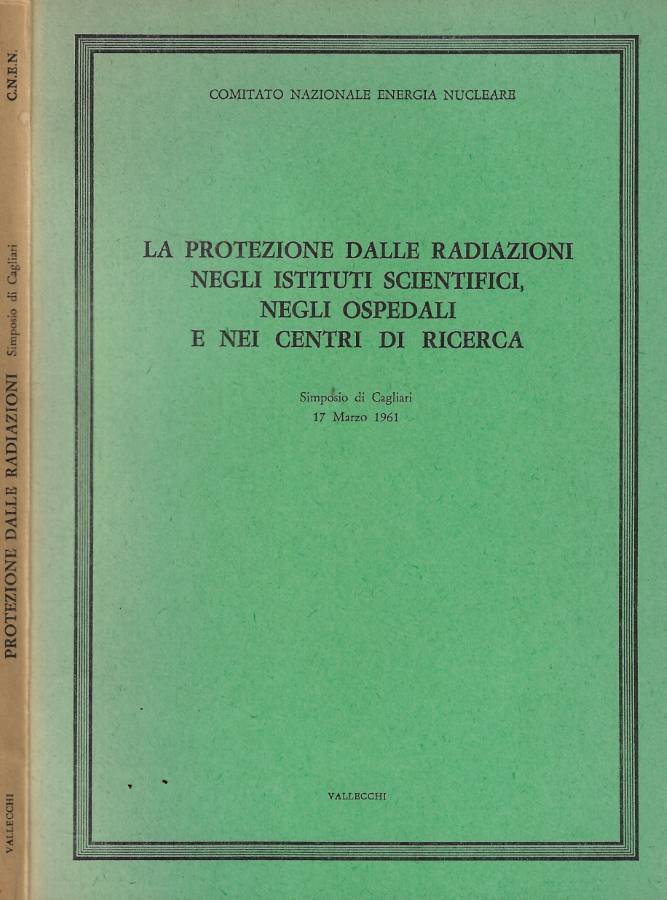 COMITATO NAZIONALE ENERGIA NUCLEARE
LA PROTEZIONE DALLE RADIAZIONI
NEGLI ISTITUTI SCIENTIFICI,
NEGLI OSPEDALI
E NEI CENTRI DI RICERCA
Simposio di Cagliari
17 Marzo 1961
VALLECCHI
VALLECCHI PROTEZIONE DALLE RADIAZIONI Simposio di Cagliari C.N.E.N.